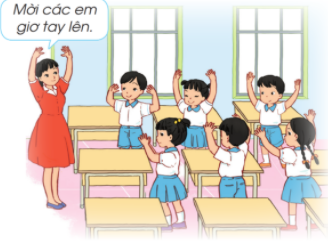 Mời các em
giơ tay lên.